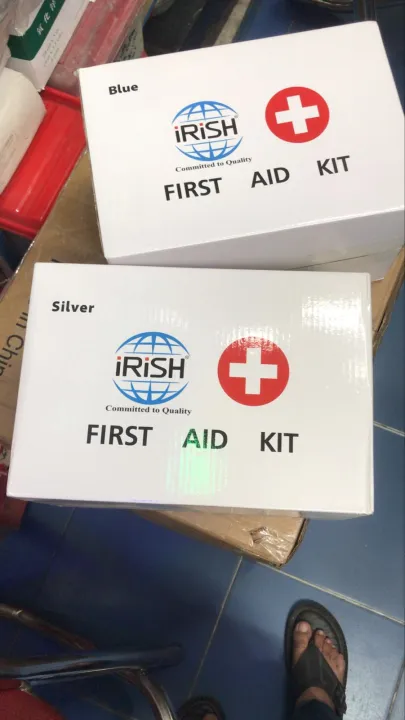 Blue
iRiSH
Committed to Quality
FIRST AID KIT
Silver
iRiSH
Committed to Quality
FIRST AID KIT